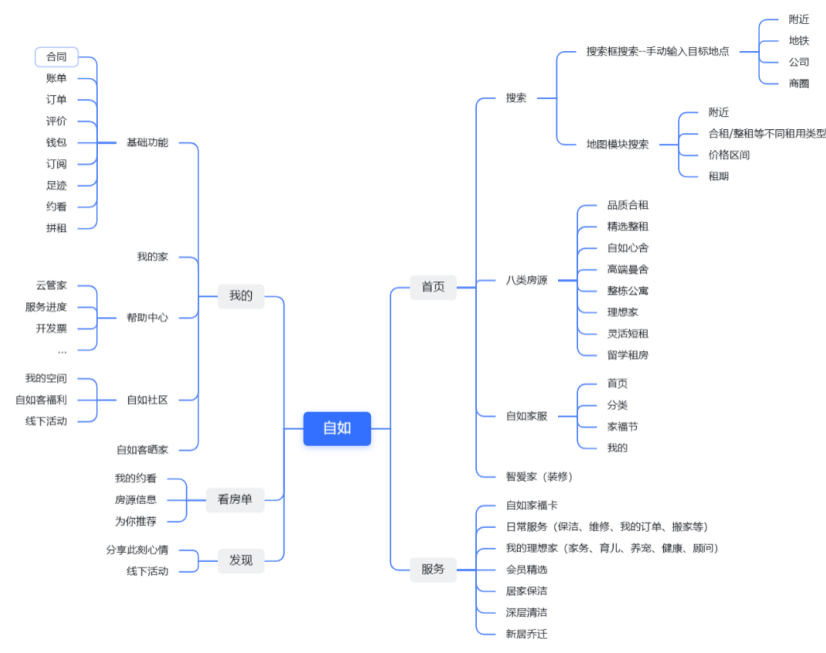 自如
首页
搜索
搜索框搜索--手动输入目标地点
附近
地铁
公司
商圈
地图模块搜索
附近
合租/整租等不同租用类型
价格区间
租期
八类房源
品质合租
精选整租
自如心舍
高端曼舍
整栋公寓
理想家
灵活短租
留学租房
自如家服
首页
分类
家福节
我的
智爱家（装修）
服务
自如家福卡
日常服务（保洁、维修、我的订单、搬家等）
我的理想家（家务、育儿、养宠、健康、顾问）
会员精选
居家保洁
深层清洁
新居乔迁
我的
基础功能
合同
账单
订单
评价
钱包
订阅
足迹
约看
拼租
我的家
帮助中心
云管家
服务进度
开发票
...
自如社区
我的空间
自如客福利
线下活动
自如客晒家
看房单
我的约看
房源信息
为你推荐
发现
分享此刻心情
线下活动